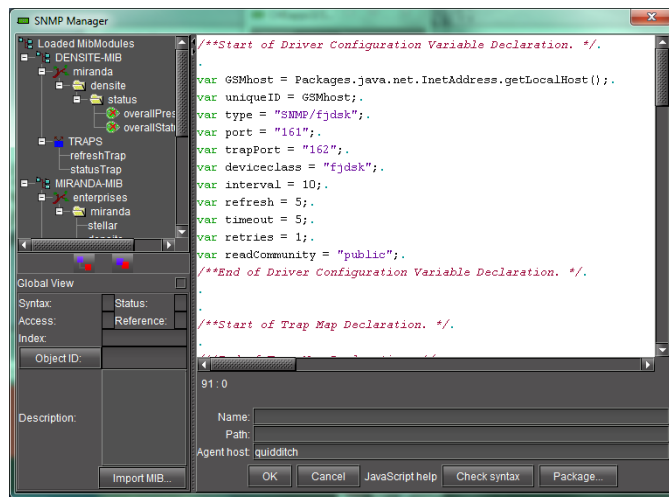 SNMP Manager
Loaded MibModules
DENSITE-MIB
miranda
densite
status
overallPres
overallStatu
TRAPS
refreshTrap
statusTrap
MIRANDA-MIB
enterprises
miranda
stellar
Global View
Syntax:
Status:
Access:
Reference:
Index:
Object ID:
Description:
Import MIB...
/**Start of Driver Configuration Variable Declaration. */.
.
var GSMhost = Packages.java.net.InetAddress.getLocalHost();.
var uniqueID = GSMhost;.
var type = "SNMP/fjdsk";.
var port = "161";.
var trapPort = "162";.
var deviceclass = "fjdsk";.
var interval = 10;.
var refresh = 5;.
var timeout = 5;.
var retries = 1;.
var readCommunity = "public";.
/**End of Driver Configuration Variable Declaration. */.
.
.
/**Start of Trap Map Declaration. */.
.
91 : 0
Name:
Path:
Agent host: quidditch
OK Cancel JavaScript help Check syntax Package...